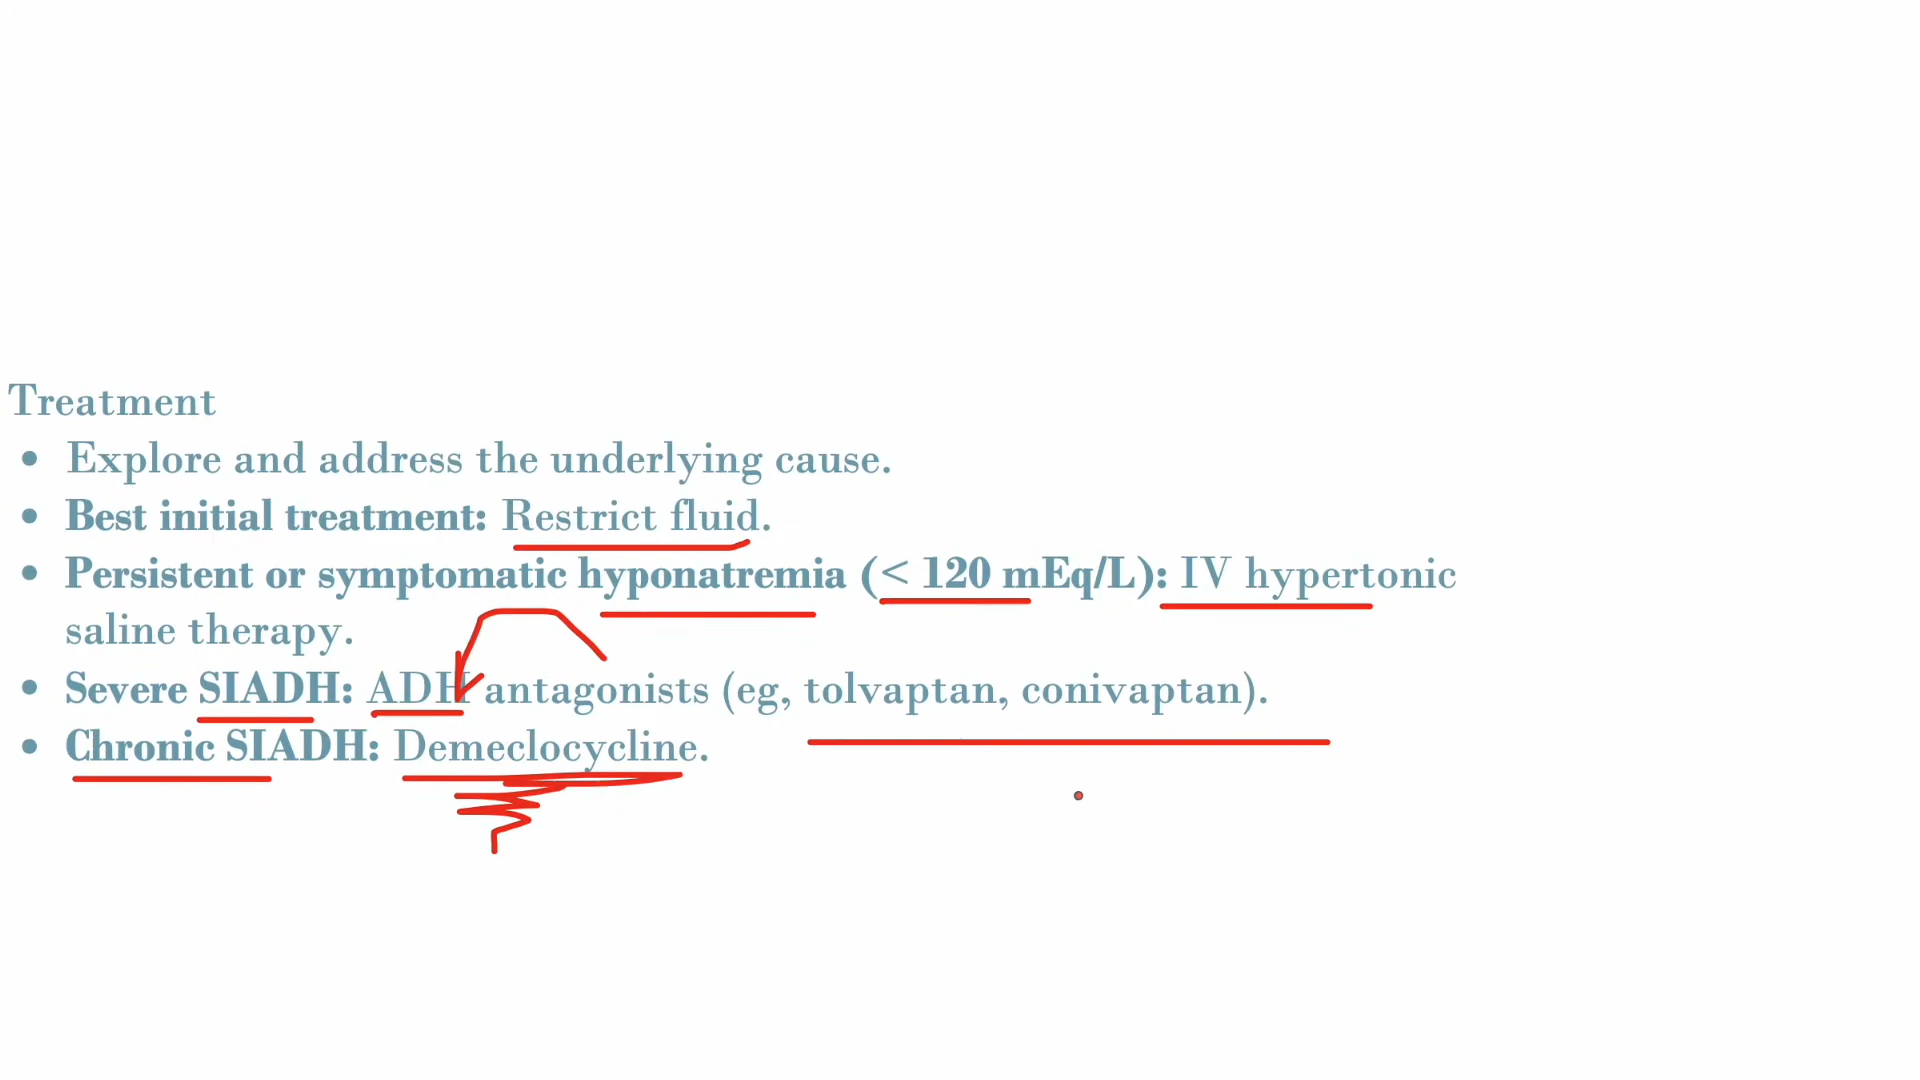 Treatment
• Explore and address the underlying cause.
• Best initial treatment: Restrict fluid.
• Persistent or symptomatic hyponatremia (< 120 mEq/L): IV hypertonic
saline therapy.
• Severe SIADH: ADH antagonists (eg, tolvaptan, conivaptan).
• Chronic SIADH: Demeclocycline.